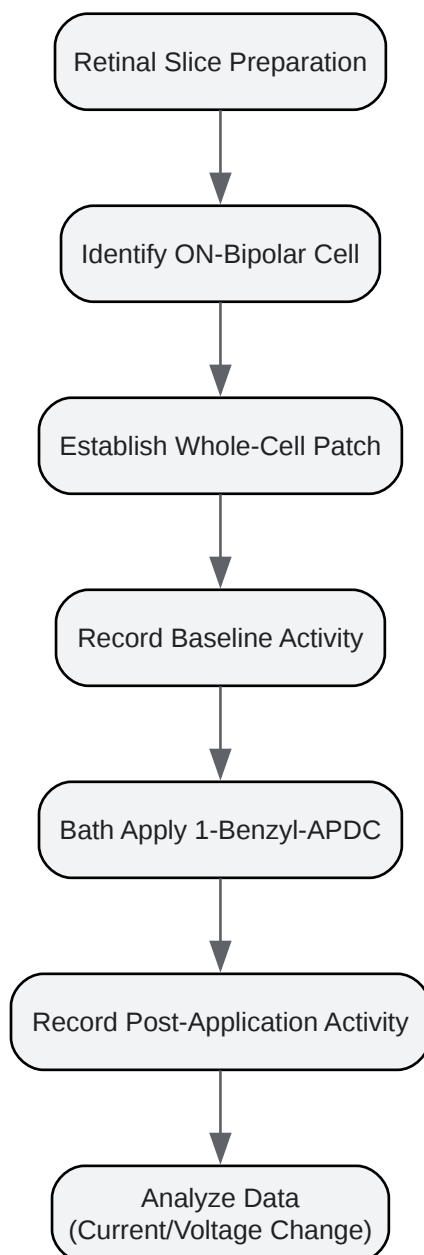 Retinal Slice Preparation
Identify ON-Bipolar Cell
Establish Whole-Cell Patch
Record Baseline Activity
Bath Apply 1-Benzyl-APDC
Record Post-Application Activity
Analyze Data
(Current/Voltage Change)